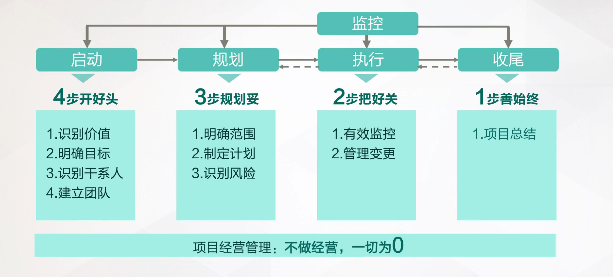 监控
启动
规划
执行
收尾
4步开好头
3步规划妥
2步把好关
1步善始终
1.识别价值
2.明确目标
3.识别干系人
4.建立团队
1.明确范围
2.制定计划
3.识别风险
1.有效监控
2.管理变更
1.项目总结
项目经营管理：不做经营，一切为0